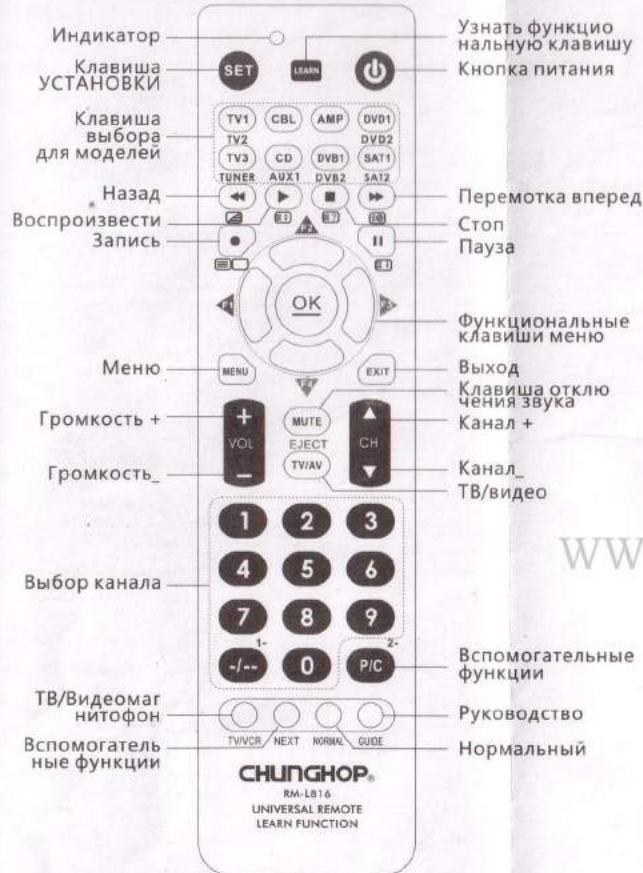 Индикатор
Клавиша
УСТАНОВКИ
Клавиша
выбора
для моделей
Назад
Воспроизвести
Запись
Меню
Громкость +
Громкость_
Выбор канала
ТВ/Видеомаг
нитофон
Вспомогатель
ные функции
SET LEARN
TV1 CBL AMP DVD1
TV2 DVD2
TV3 CD DVB1 SAT1
TUNER AUX1 DVB2 SAT2
F2
F1 OK F3
F4
MENU EXIT
+ MUTE
VOL EJECT CH
− TV/AV
1 2 3
4 5 6
7 8 9
1- 2-
-/-- 0 P/C
TV/VCR NEXT NORMAL GUIDE
CHUNGHOP®
RM-L816
UNIVERSAL REMOTE
LEARN FUNCTION
Узнать функцио
нальную клавишу
Кнопка питания
Перемотка вперед
Стоп
Пауза
Функциональные
клавиши меню
Выход
Клавиша отклю
чения звука
Канал +
Канал_
ТВ/видео
WW
Вспомогательные
функции
Руководство
Нормальный